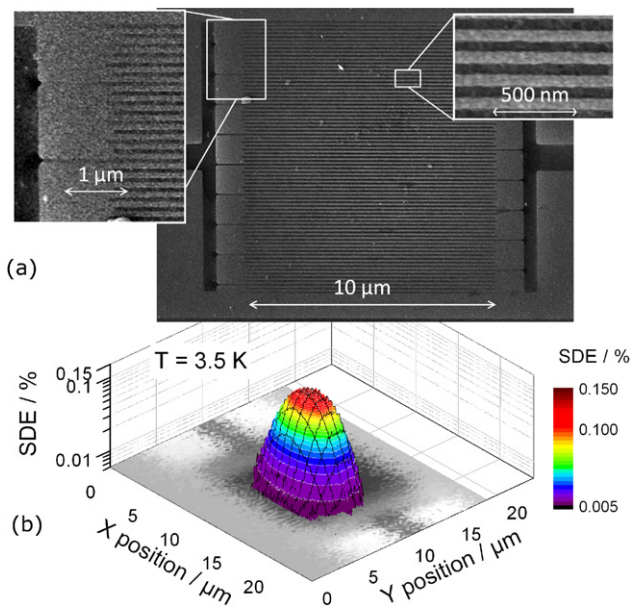 1 µm
500 nm
10 µm
(a)
T = 3.5 K
SDE / %
0.15
0.1
0.01
SDE / %
0.150
0.100
0.005
0
5
10
15
20
X position / µm
0
5
10
15
20
Y position / µm
(b)